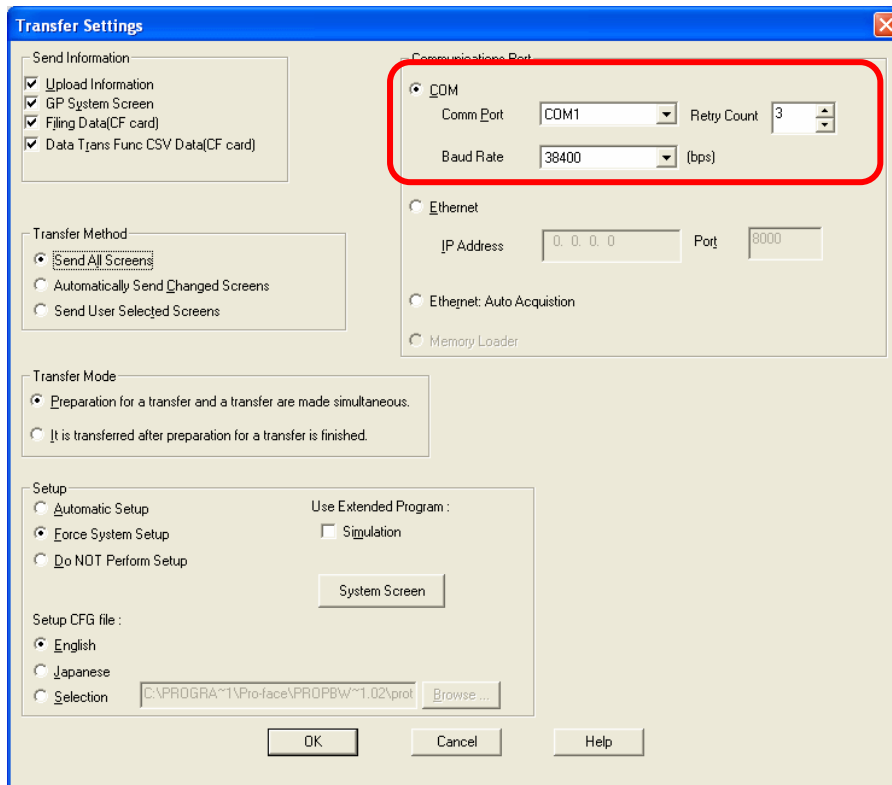 Transfer Settings
Send Information
Upload Information
GP System Screen
Filing Data(CF card)
Data Trans Func CSV Data(CF card)
Communications Port
COM
Comm Port COM1 Retry Count 3
Baud Rate 38400 (bps)
Ethernet
IP Address 0. 0. 0. 0 Port 8000
Ethernet: Auto Acquistion
Memory Loader
Transfer Method
Send All Screens
Automatically Send Changed Screens
Send User Selected Screens
Transfer Mode
Preparation for a transfer and a transfer are made simultaneous.
It is transferred after preparation for a transfer is finished.
Setup
Automatic Setup
Force System Setup
Do NOT Perform Setup
Use Extended Program :
Simulation
System Screen
Setup CFG file :
English
Japanese
Selection C:\PROGRA~1\Pro-face\PROPBW~1.02\prot Browse ...
OK Cancel Help